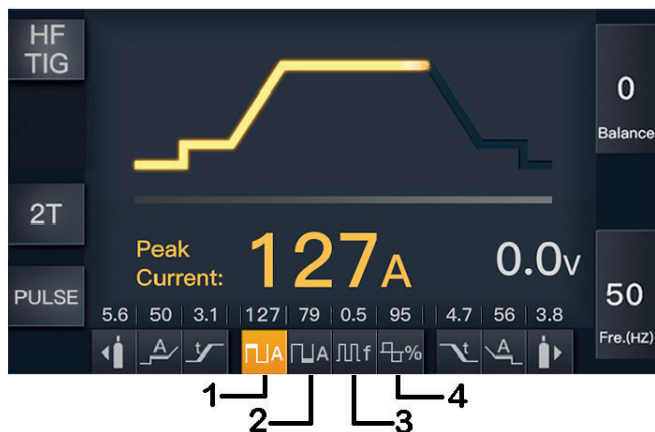 HF
TIG
2T
PULSE
0
Balance
50
Fre.(HZ)
Peak
Current:
127A
0.0v
5.6 50 3.1 127 79 0.5 95 4.7 56 3.8
A t A A f % t A
1 2 3 4